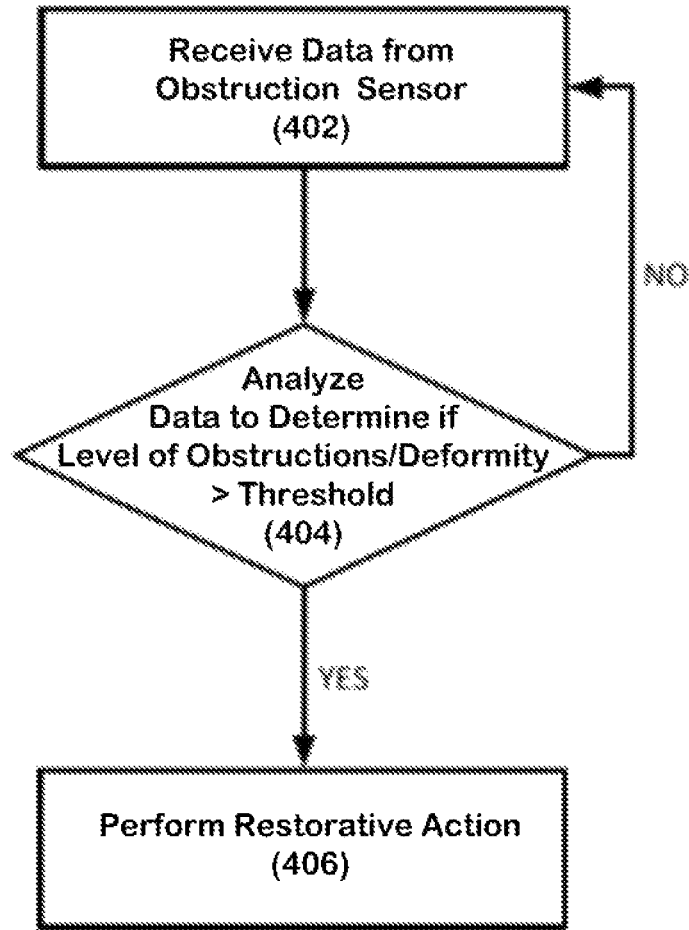 Receive Data from
Obstruction Sensor
(402)
NO
Analyze
Data to Determine if
Level of Obstructions/Deformity
> Threshold
(404)
YES
Perform Restorative Action
(406)